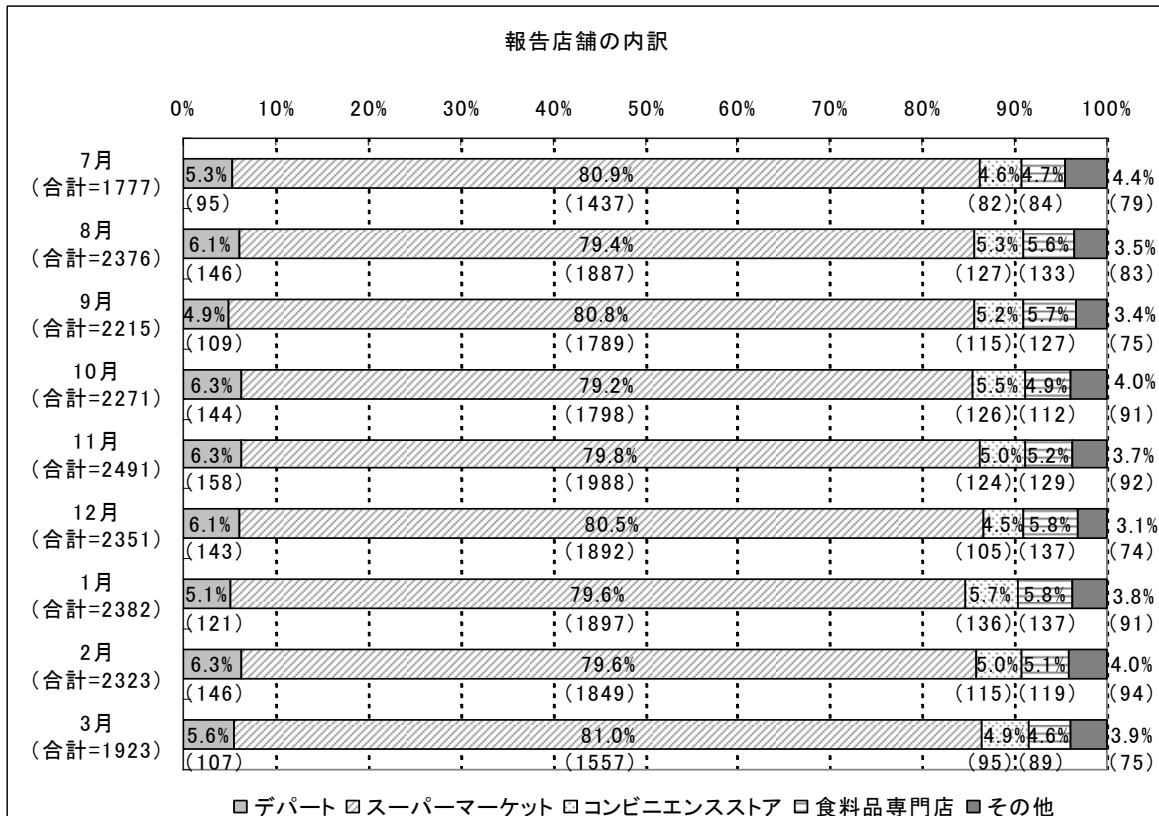 報告店舗の内訳
0% 10% 20% 30% 40% 50% 60% 70% 80% 90% 100%
7月
(合計=1777)
5.3% 80.9% 4.6% 4.7% 4.4%
(95) (1437) (82) (84) (79)
8月
(合計=2376)
6.1% 79.4% 5.3% 5.6% 3.5%
(146) (1887) (127) (133) (83)
9月
(合計=2215)
4.9% 80.8% 5.2% 5.7% 3.4%
(109) (1789) (115) (127) (75)
10月
(合計=2271)
6.3% 79.2% 5.5% 4.9% 4.0%
(144) (1798) (126) (112) (91)
11月
(合計=2491)
6.3% 79.8% 5.0% 5.2% 3.7%
(158) (1988) (124) (129) (92)
12月
(合計=2351)
6.1% 80.5% 4.5% 5.8% 3.1%
(143) (1892) (105) (137) (74)
1月
(合計=2382)
5.1% 79.6% 5.7% 5.8% 3.8%
(121) (1897) (136) (137) (91)
2月
(合計=2323)
6.3% 79.6% 5.0% 5.1% 4.0%
(146) (1849) (115) (119) (94)
3月
(合計=1923)
5.6% 81.0% 4.9% 4.6% 3.9%
(107) (1557) (95) (89) (75)
デパート スーパーマーケット コンビニエンスストア 食料品専門店 その他